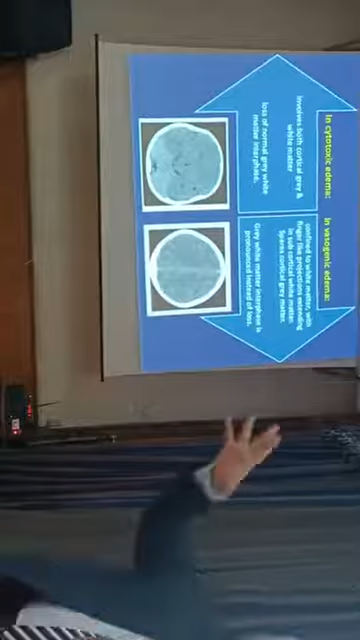 In cytotoxic edema:
involves both cortical grey &
white matter
loss of normal grey white
matter interphase.
In vasogenic edema:
confined to white matter, with
finger like projections extending
in sub cortical white matter.
Spares cortical grey matter.
Grey white matter interphase is
pronounced instead of loss.